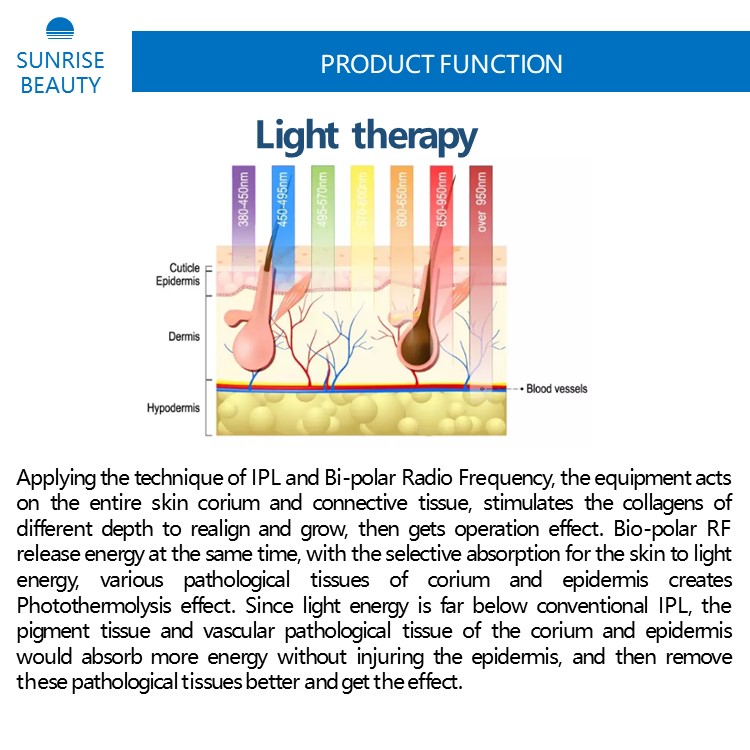 SUNRISE
BEAUTY
PRODUCT FUNCTION
Light therapy
380-450nm
450-495nm
495-570nm
570-600nm
600-650nm
650-950nm
over 950nm
Cuticle
Epidermis
Dermis
Hypodermis
Blood vessels
Applying the technique of IPL and Bi-polar Radio Frequency, the equipment acts
on the entire skin corium and connective tissue, stimulates the collagens of
different depth to realign and grow, then gets operation effect. Bio-polar RF
release energy at the same time, with the selective absorption for the skin to light
energy, various pathological tissues of corium and epidermis creates
Photothermolysis effect. Since light energy is far below conventional IPL, the
pigment tissue and vascular pathological tissue of the corium and epidermis
would absorb more energy without injuring the epidermis, and then remove
these pathological tissues better and get the effect.